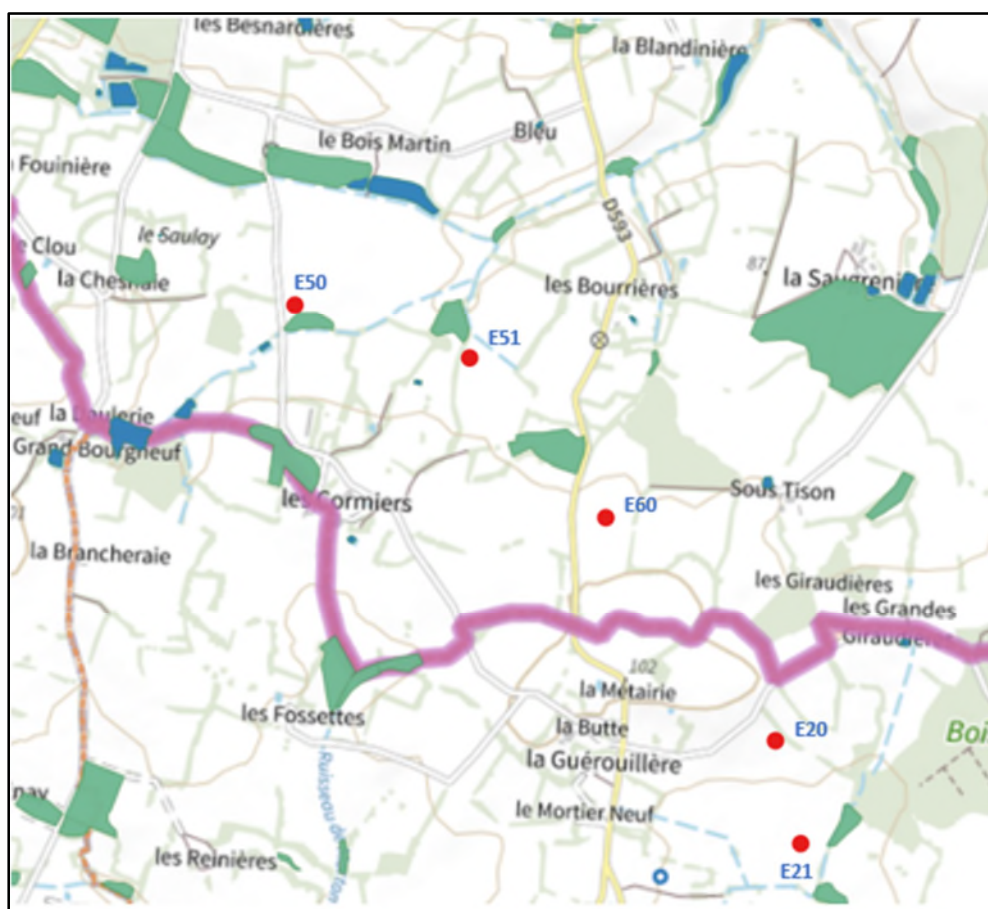 les Besnardières
la Blandinière
le Bois Martin
Bleu
Fouinière
D593
le Saulay
Clou
la Chesnaie
87
la Saugrenière
E50
les Bourrières
E51
la Daulerie
Grand Bourgneuf
les Cormiers
Sous Tison
E60
la Brancheraie
les Giraudières
les Grandes
Giraudières
102
la Métairie
les Fossettes
la Butte
E20
la Guérouillère
Ruisseau de
le Mortier Neuf
les Reinières
E21